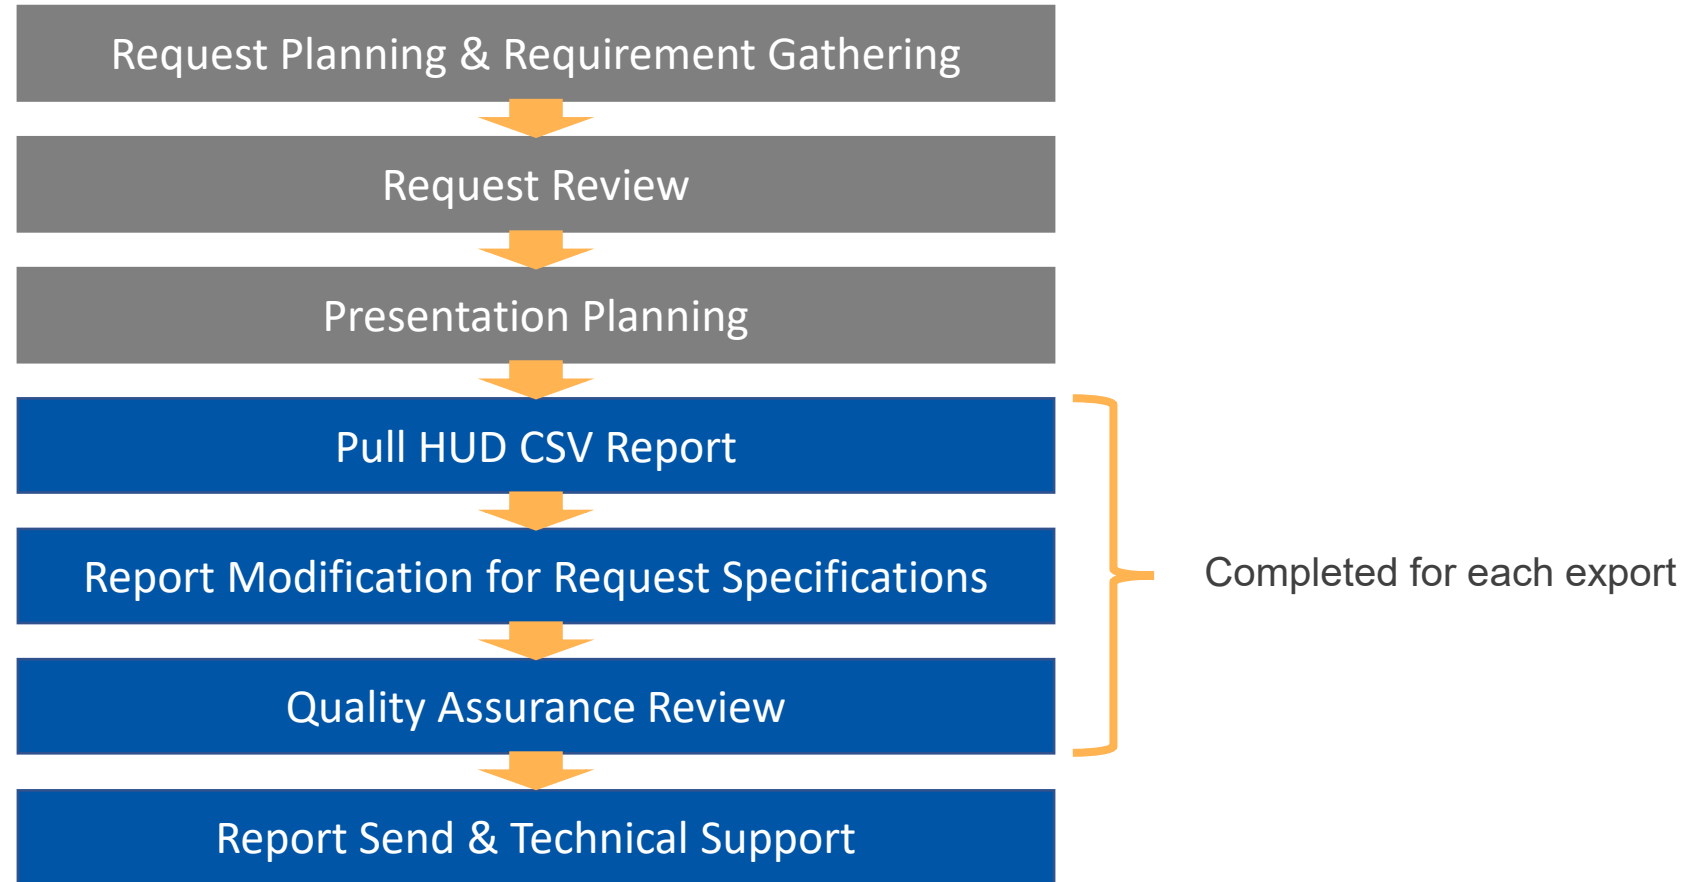 Request Planning & Requirement Gathering
Request Review
Presentation Planning
Pull HUD CSV Report
Report Modification for Request Specifications
Completed for each export
Quality Assurance Review
Report Send & Technical Support